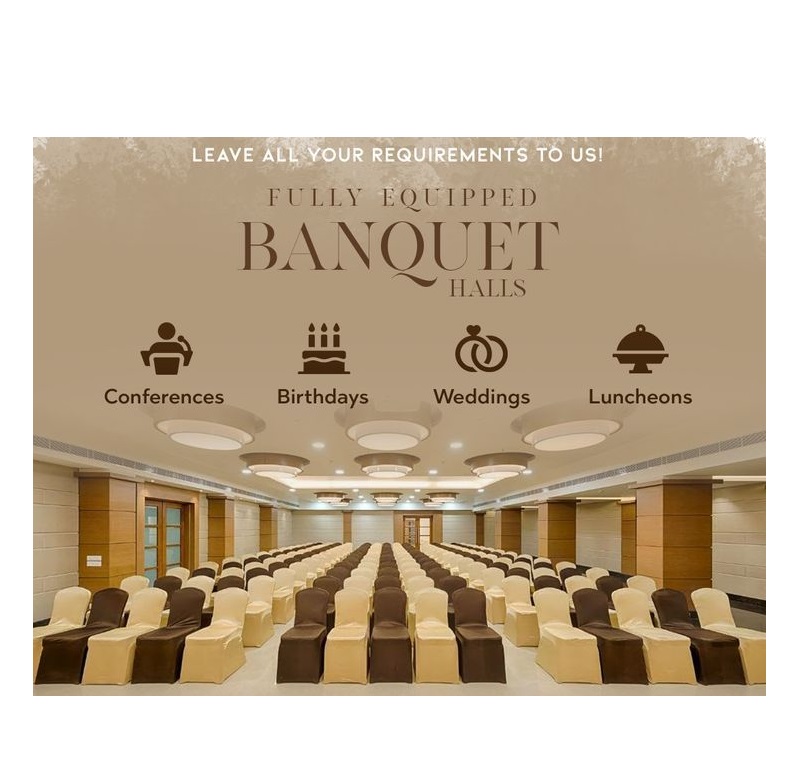 LEAVE ALL YOUR REQUIREMENTS TO US!
FULLY EQUIPPED
BANQUET
HALLS
Conferences Birthdays Weddings Luncheons